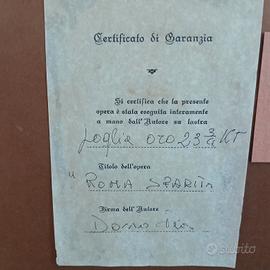 Certificato di Garanzia
Si certifica che la presente
opera è stata eseguita interamente
a mano dall'Autore su lastra
foglia oro 23 3/4 KT
Titolo dell'opera
" ROMA SPARITA
Firma dell'Autore
subito